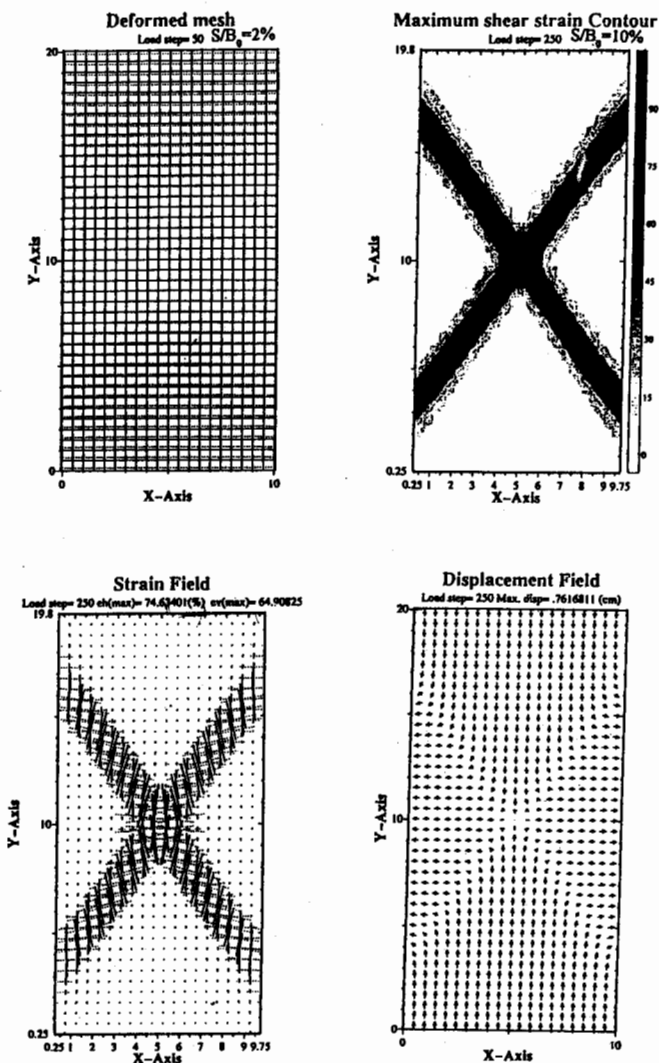 Deformed mesh
Load step= 50 S/B₀=2%
20
10
0
Y-Axis
0 10
X-Axis
Maximum shear strain Contour
Load step= 250 S/B₀=10%
19.8
10
0.25
Y-Axis
0.25 1 2 3 4 5 6 7 8 9 9.75
X-Axis
90
75
60
45
30
15
0
Strain Field
Load step= 250 eh(max)= 74.63401(%) ev(max)= 64.90825
19.8
10
0.25
Y-Axis
0.25 1 2 3 4 5 6 7 8 9 9.75
X-Axis
Displacement Field
Load step= 250 Max. disp= .7616811 (cm)
20
10
0
Y-Axis
0 10
X-Axis